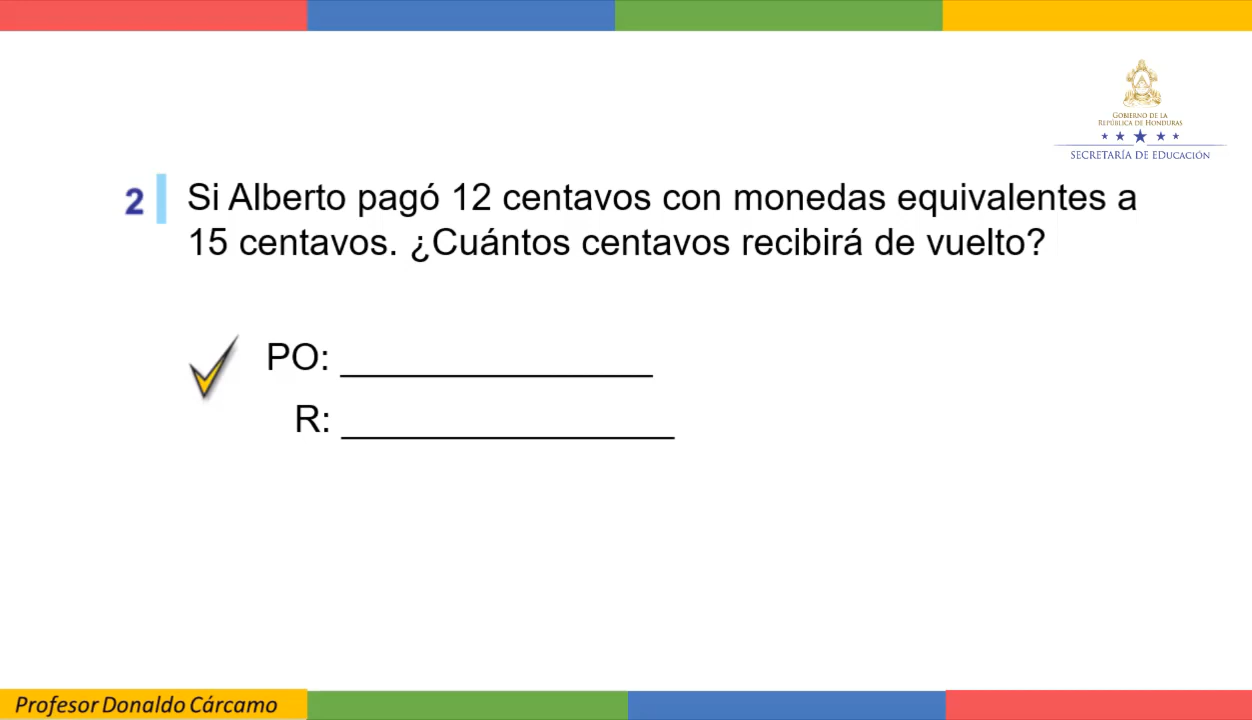 GOBIERNO DE LA
REPÚBLICA DE HONDURAS
SECRETARÍA DE EDUCACIÓN
2 Si Alberto pagó 12 centavos con monedas equivalentes a
15 centavos. ¿Cuántos centavos recibirá de vuelto?
PO: _______________
R: ________________
Profesor Donaldo Cárcamo